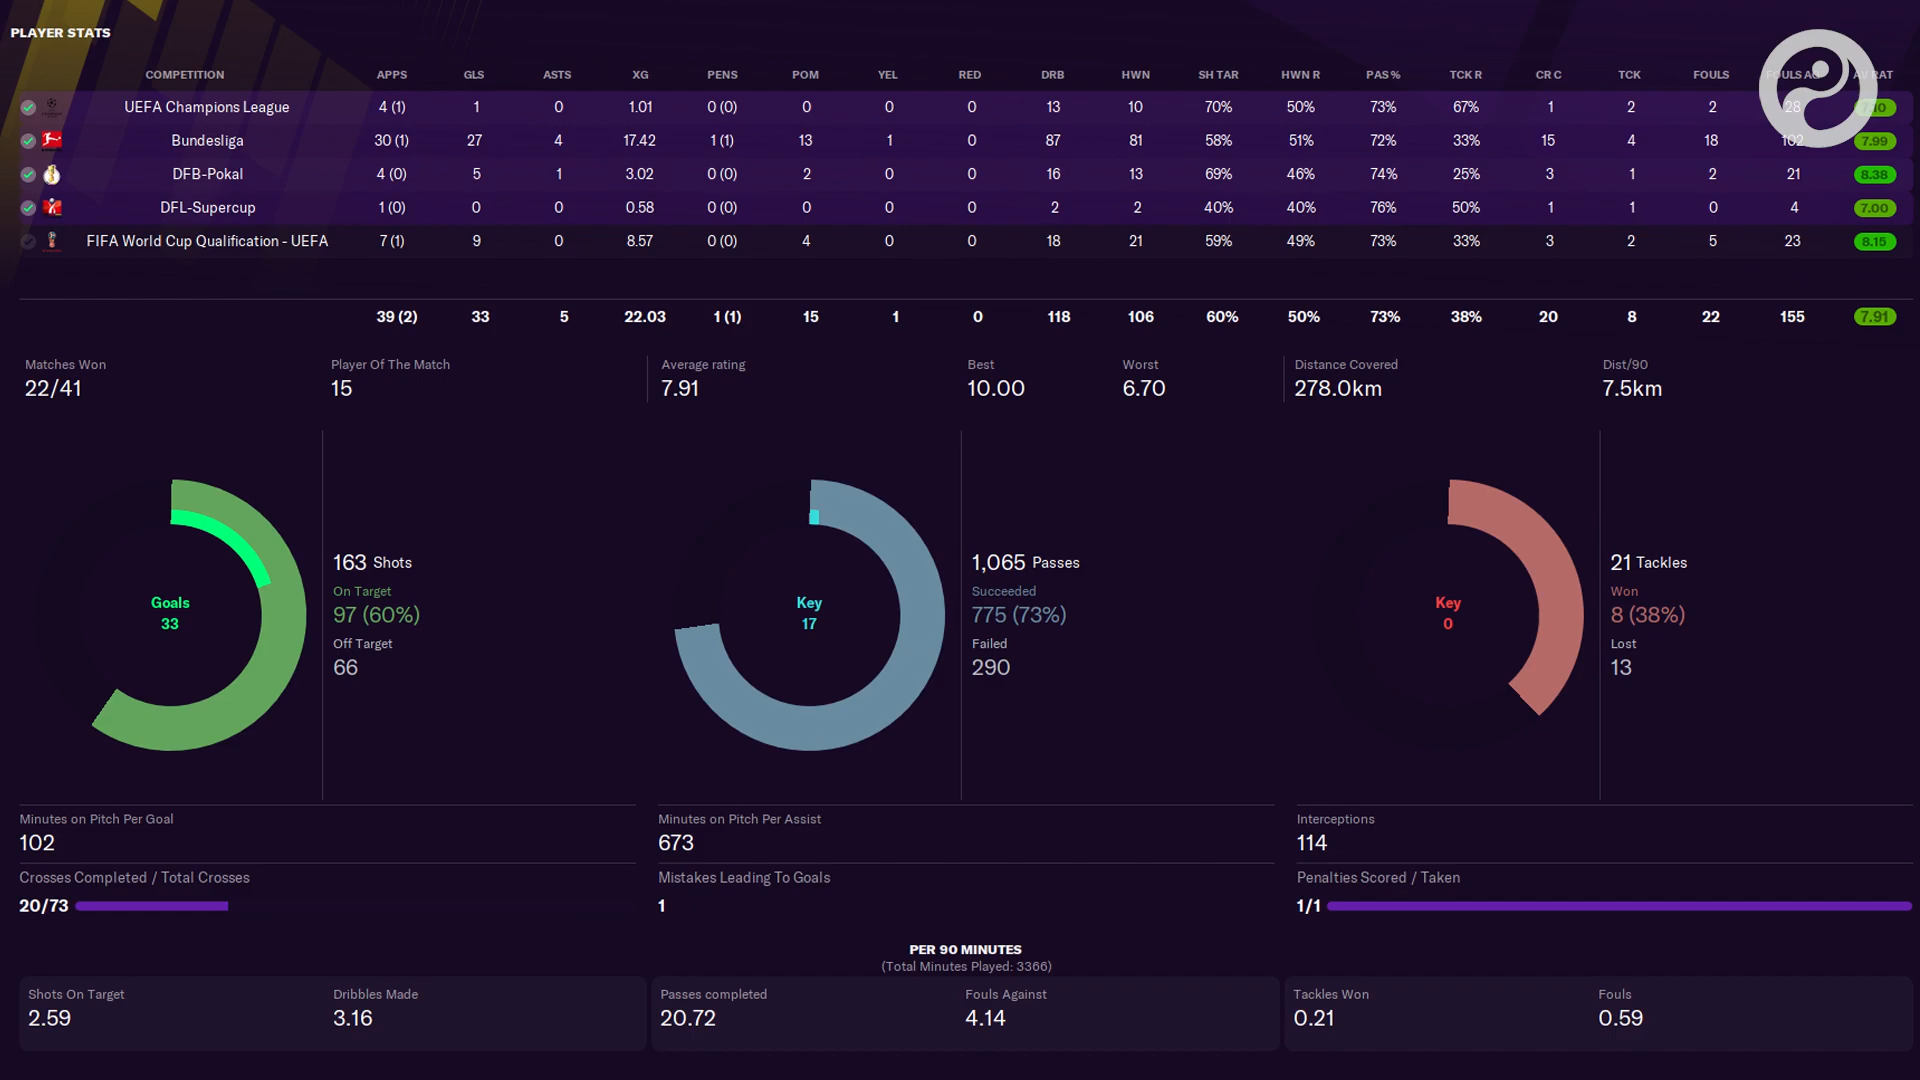 PLAYER STATS
COMPETITION APPS GLS ASTS XG PENS POM YEL RED DRB HWN SH TAR HWN R PAS % TCK R CR C TCK FOULS FOULS AV RAT
UEFA Champions League 4 (1) 1 0 1.01 0 (0) 0 0 0 13 10 70% 50% 73% 67% 1 2 2 28
Bundesliga 30 (1) 27 4 17.42 1 (1) 13 1 0 87 81 58% 51% 72% 33% 15 4 18 102 7.99
DFB-Pokal 4 (0) 5 1 3.02 0 (0) 2 0 0 16 13 69% 46% 74% 25% 3 1 2 21 8.38
DFL-Supercup 1 (0) 0 0 0.58 0 (0) 0 0 0 2 2 40% 40% 76% 50% 1 1 0 4 7.00
FIFA World Cup Qualification - UEFA 7 (1) 9 0 8.57 0 (0) 4 0 0 18 21 59% 49% 73% 33% 3 2 5 23 8.15
39 (2) 33 5 22.03 1 (1) 15 1 0 118 106 60% 50% 73% 38% 20 8 22 155 7.91
Matches Won Player Of The Match Average rating Best Worst Distance Covered Dist/90
22/41 15 7.91 10.00 6.70 278.0km 7.5km
Goals
33
163 Shots
On Target
97 (60%)
Off Target
66
Key
17
1,065 Passes
Succeeded
775 (73%)
Failed
290
Key
0
21 Tackles
Won
8 (38%)
Lost
13
Minutes on Pitch Per Goal Minutes on Pitch Per Assist Interceptions
102 673 114
Crosses Completed / Total Crosses Mistakes Leading To Goals Penalties Scored / Taken
20/73 1 1/1
PER 90 MINUTES
(Total Minutes Played: 3366)
Shots On Target Dribbles Made Passes completed Fouls Against Tackles Won Fouls
2.59 3.16 20.72 4.14 0.21 0.59